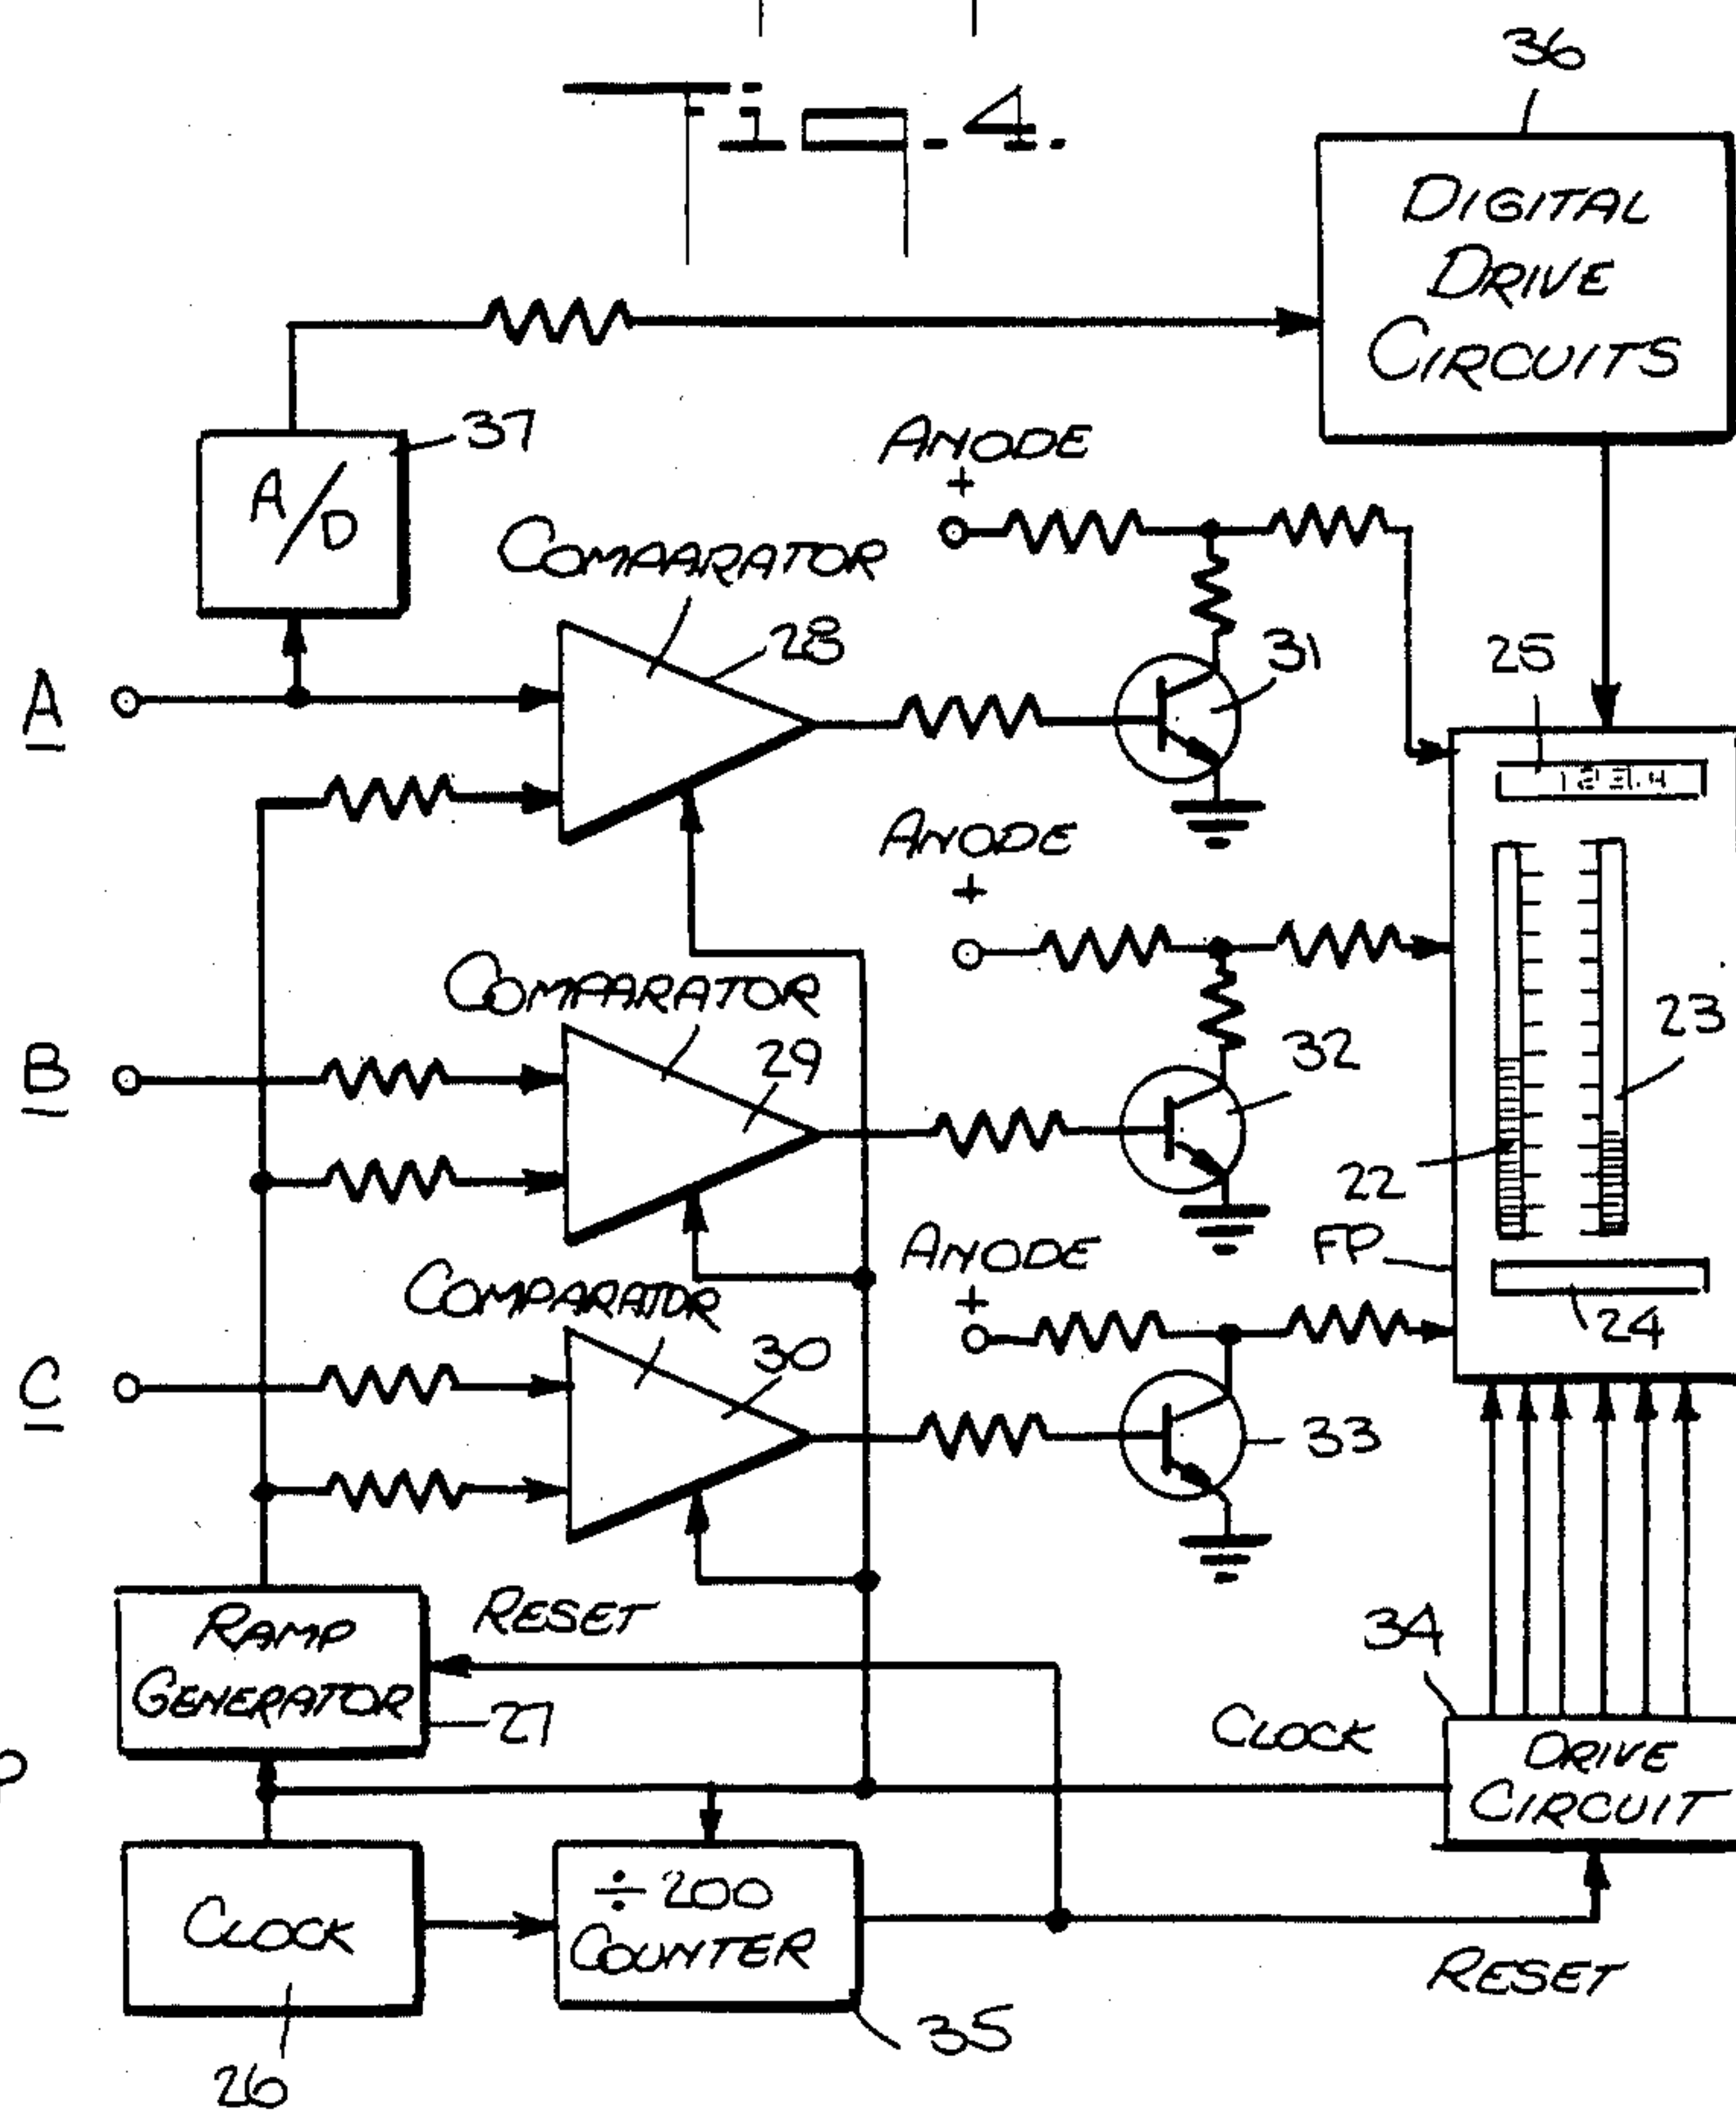 Fig. 4.
36
DIGITAL
DRIVE
CIRCUITS
37
A/D
ANODE
+
COMPARATOR
28
31
25
A
ANODE
+
COMPARATOR
29
32
23
B
22
FP
ANODE
+
COMPARATOR
30
24
C
33
RAMP
GENERATOR
27
RESET
34
CLOCK
DRIVE
CIRCUIT
CLOCK
÷200
COUNTER
RESET
35
26